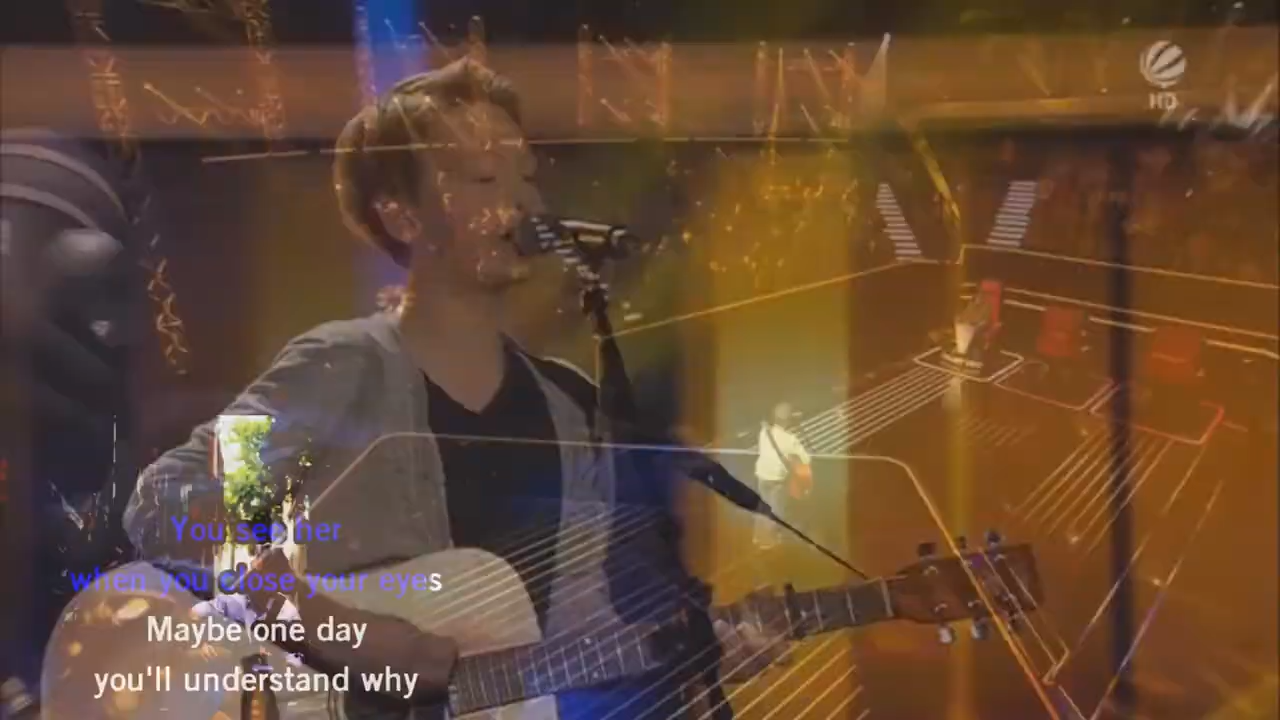 HD
You see her
when you close your eyes
Maybe one day
you'll understand why